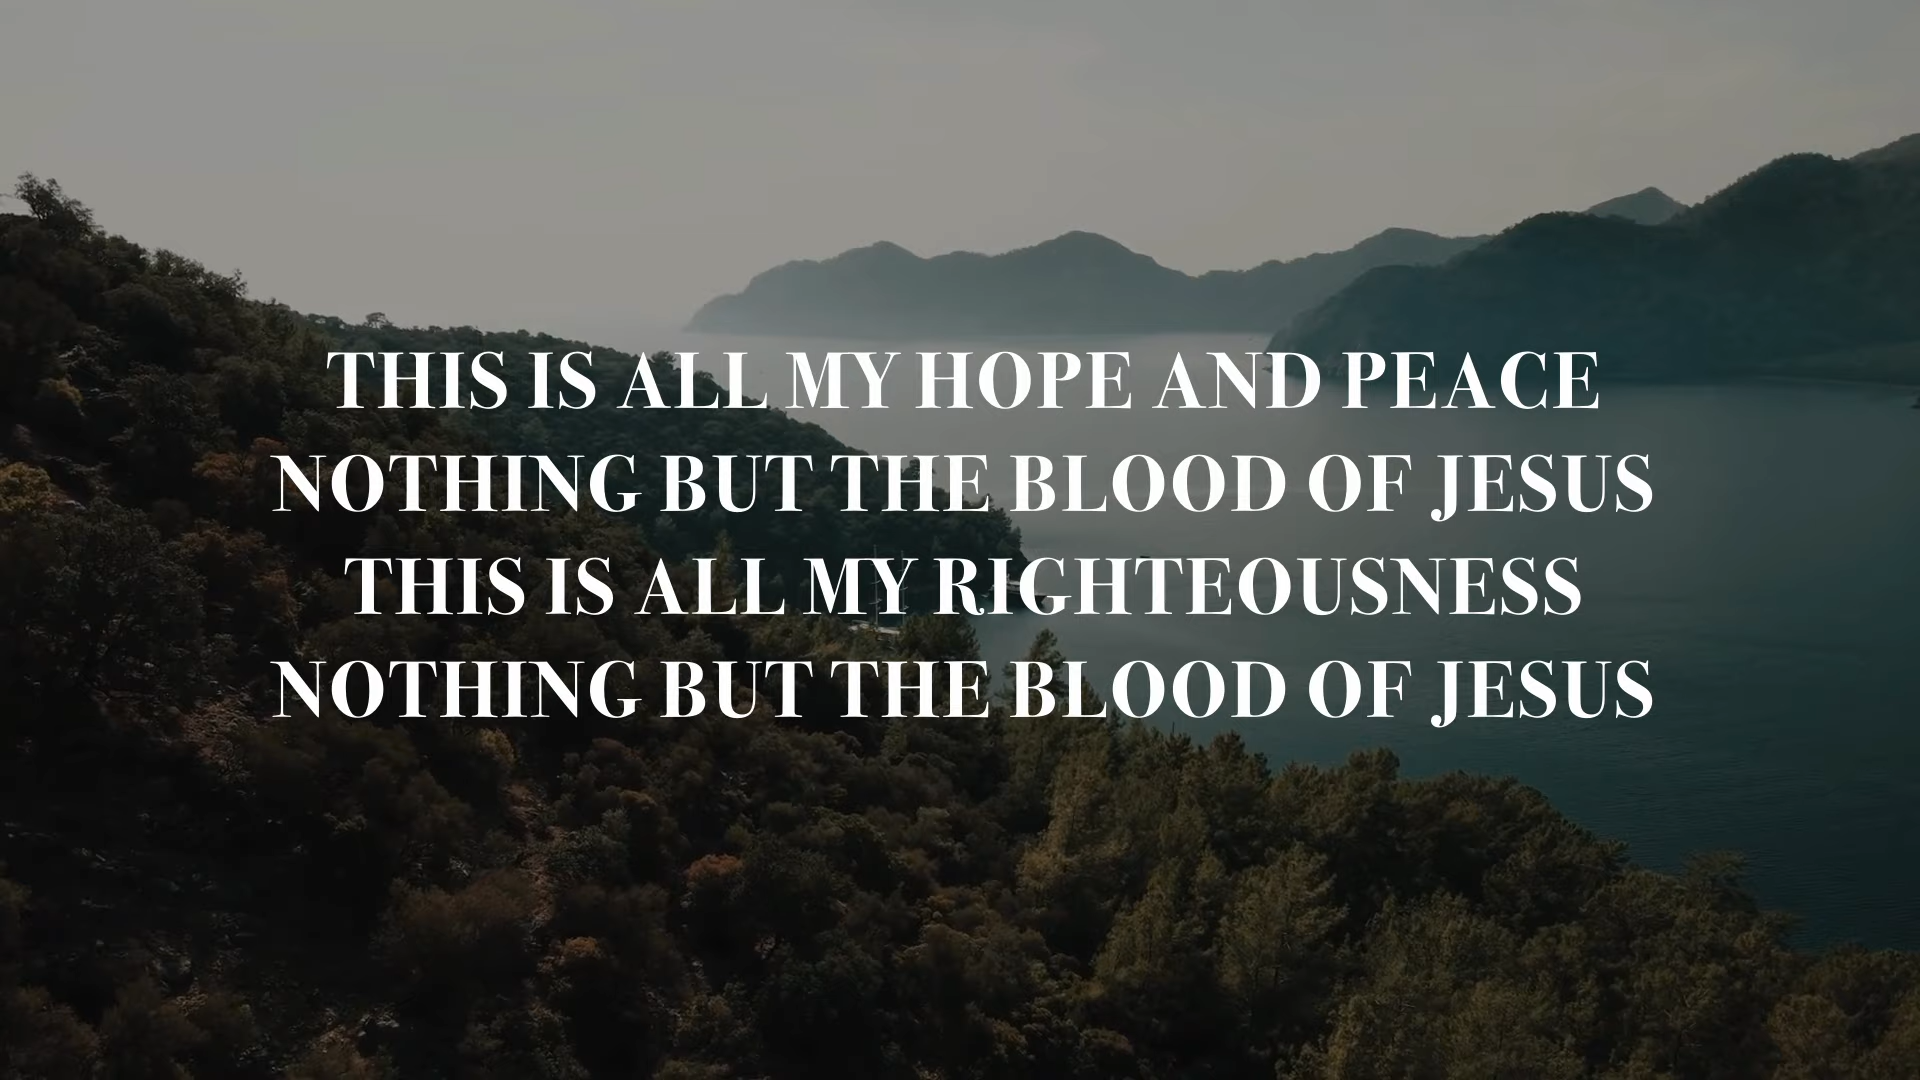 THIS IS ALL MY HOPE AND PEACE
NOTHING BUT THE BLOOD OF JESUS
THIS IS ALL MY RIGHTEOUSNESS
NOTHING BUT THE BLOOD OF JESUS